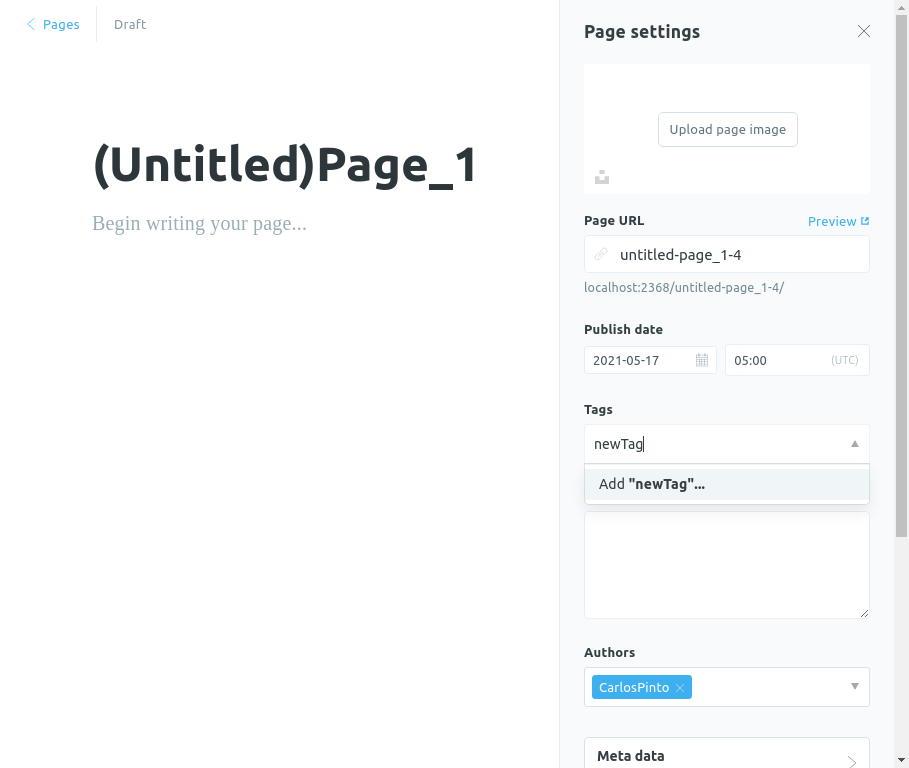 Pages
Draft
(Untitled)Page_1
Begin writing your page...
Page settings
Upload page image
Page URL
Preview
untitled-page_1-4
localhost:2368/untitled-page_1-4/
Publish date
2021-05-17
05:00
(UTC)
Tags
newTag
Add "newTag"...
Authors
CarlosPinto
Meta data